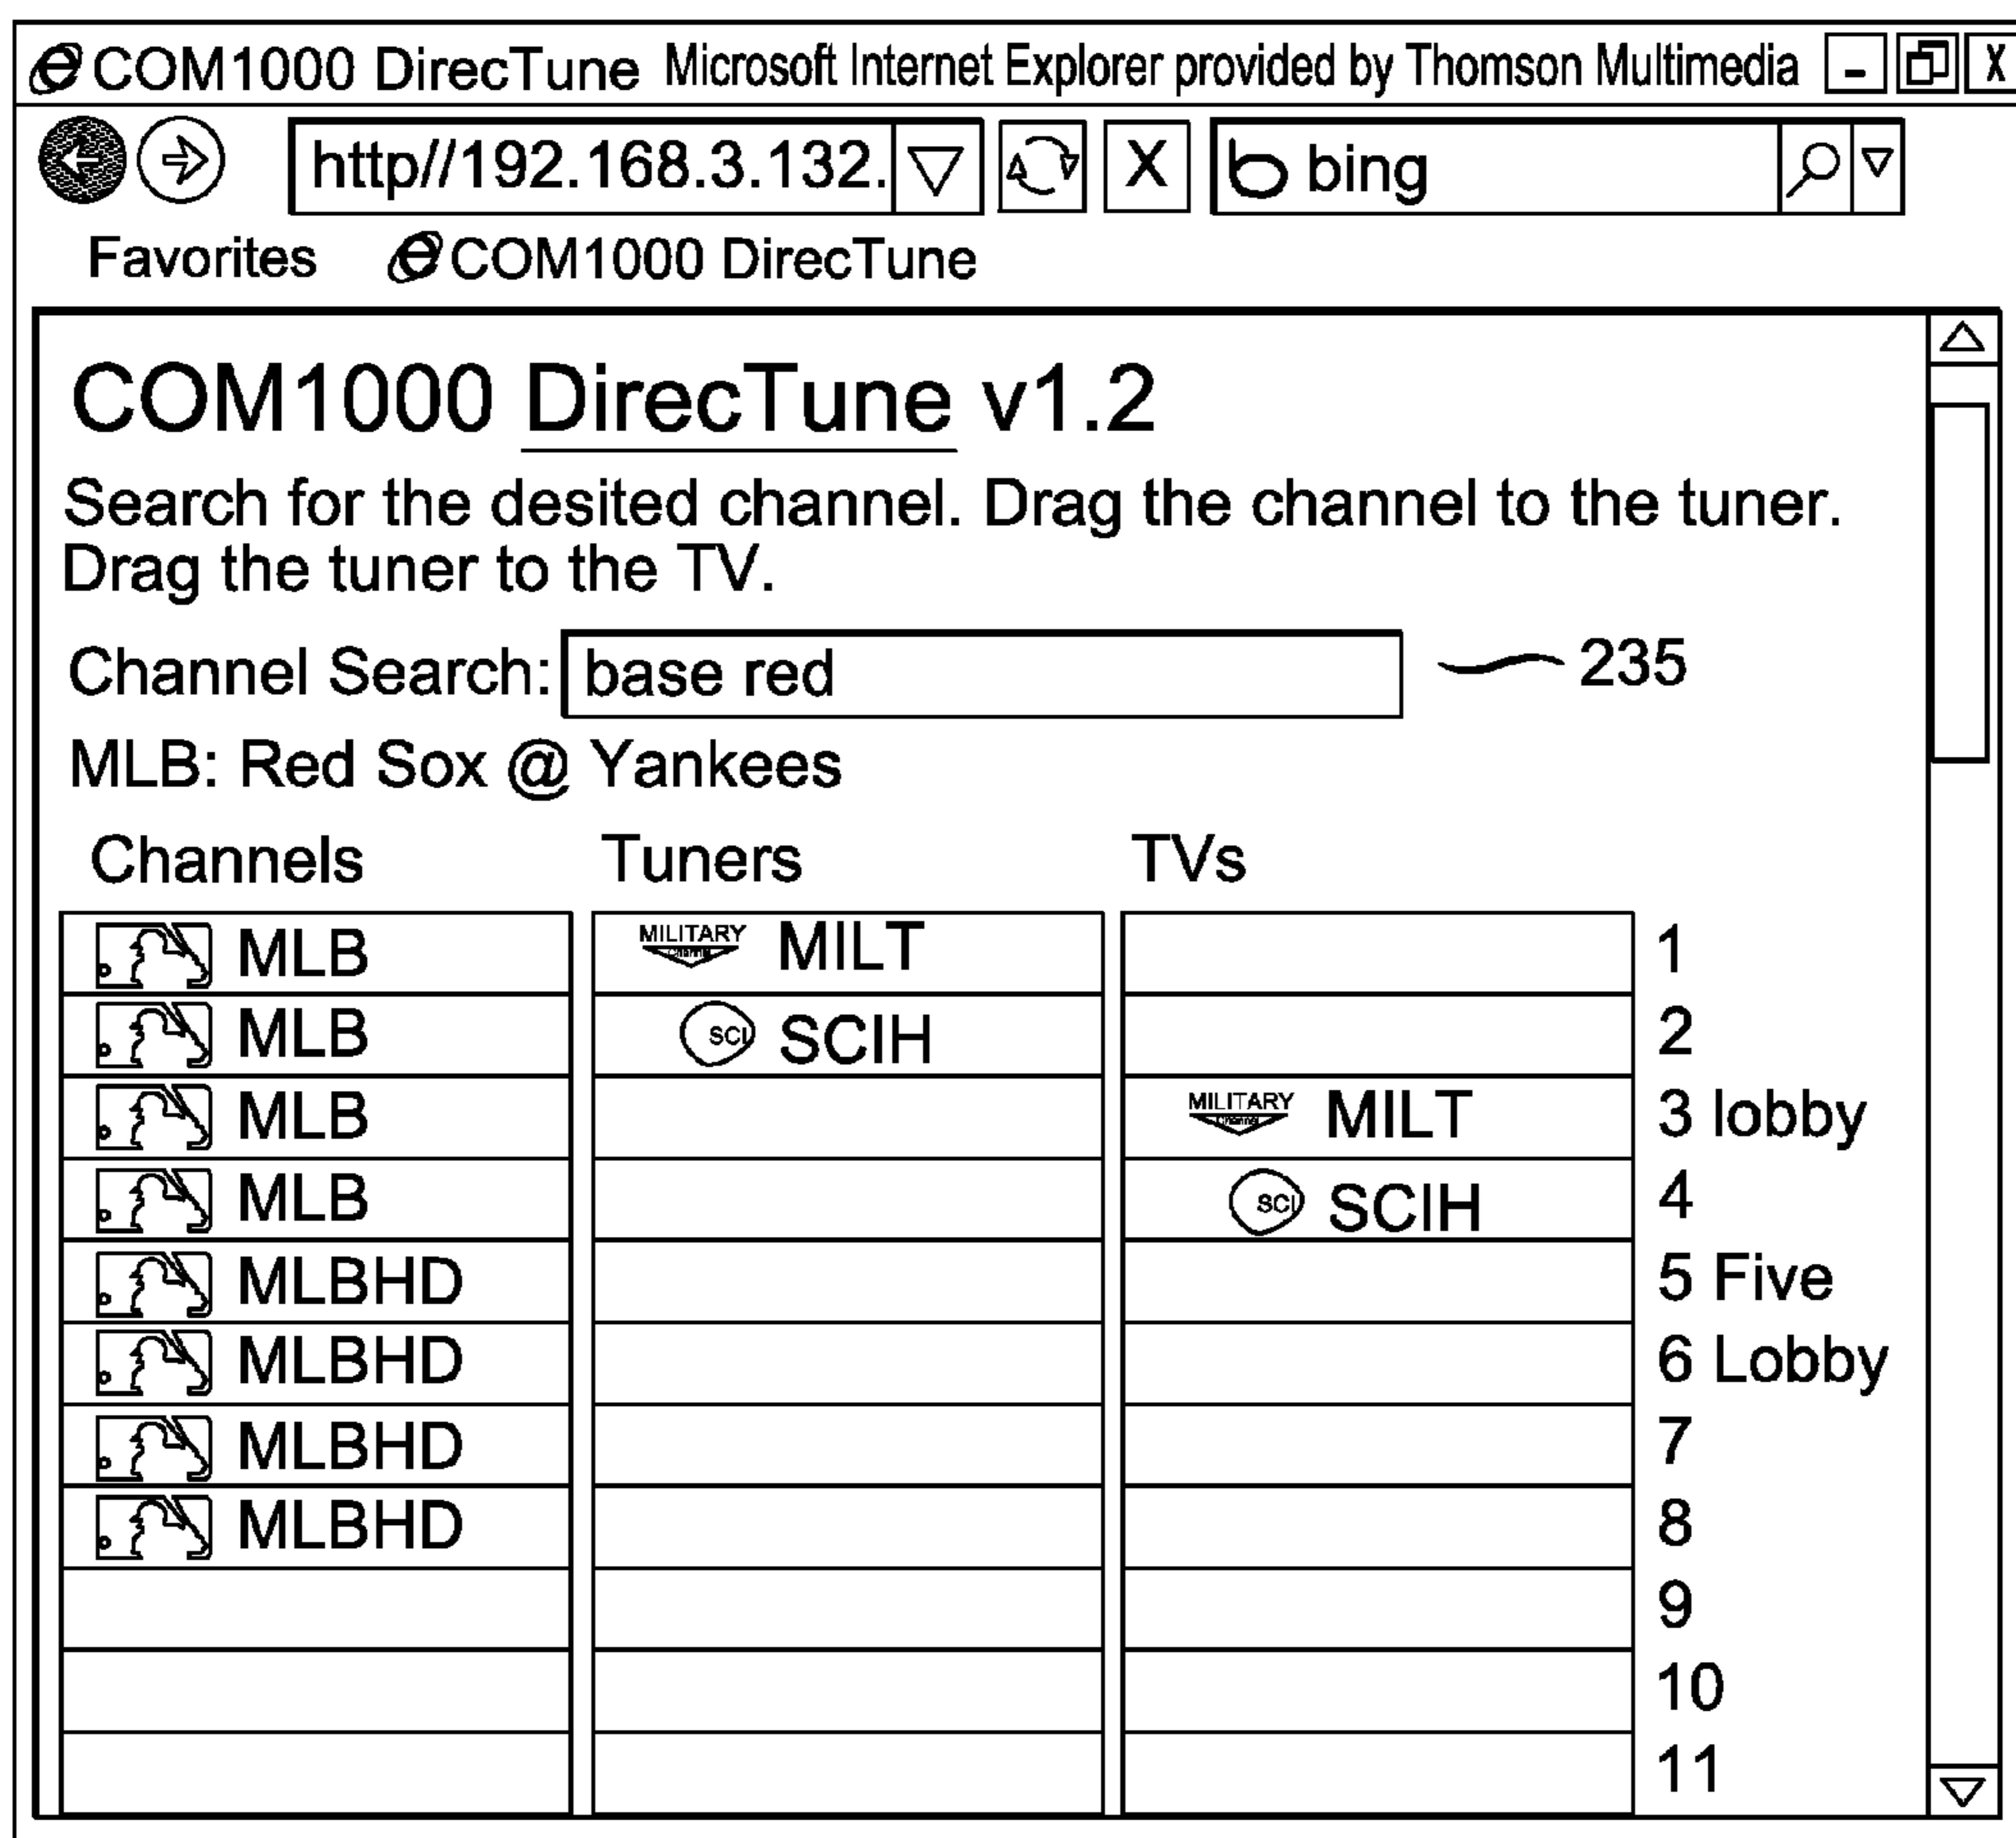 COM1000 DirecTune Microsoft Internet Explorer provided by Thomson Multimedia - X
http//192.168.3.132. X b bing
Favorites COM1000 DirecTune
COM1000 DirecTune v1.2
Search for the desited channel. Drag the channel to the tuner.
Drag the tuner to the TV.
Channel Search: base red 235
MLB: Red Sox @ Yankees
Channels Tuners TVs
MLB MILITARY Channel MILT 1
MLB SCI SCIH 2
MLB MILITARY Channel MILT 3 lobby
MLB SCI SCIH 4
MLBHD 5 Five
MLBHD 6 Lobby
MLBHD 7
MLBHD 8
9
10
11